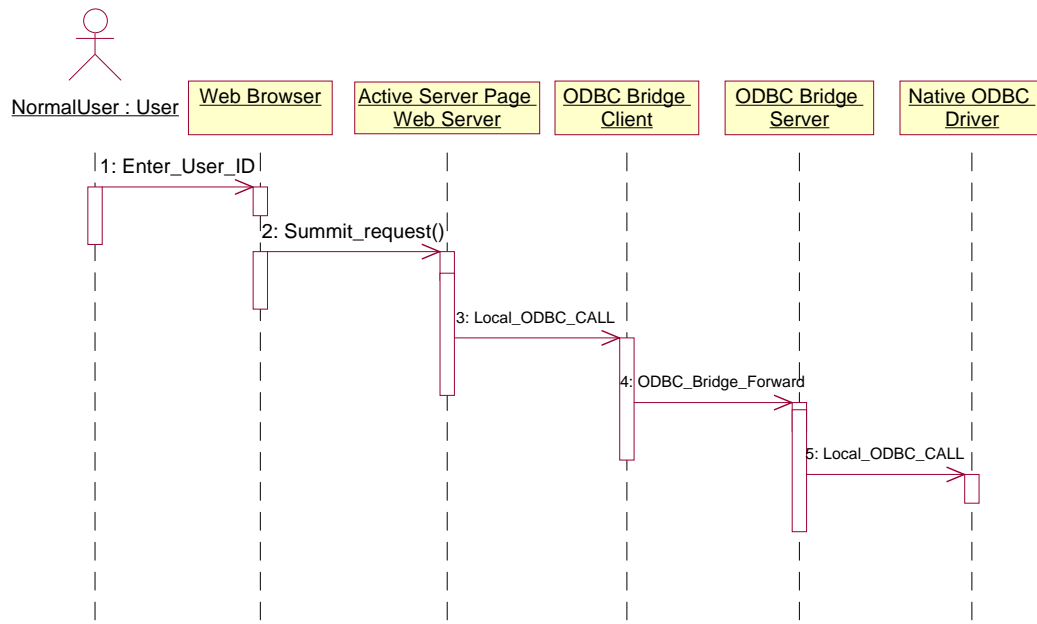 NormalUser : User
Web Browser
Active Server Page
Web Server
ODBC Bridge
Client
ODBC Bridge
Server
Native ODBC
Driver
1: Enter_User_ID
2: Summit_request()
3: Local_ODBC_CALL
4: ODBC_Bridge_Forward
5: Local_ODBC_CALL